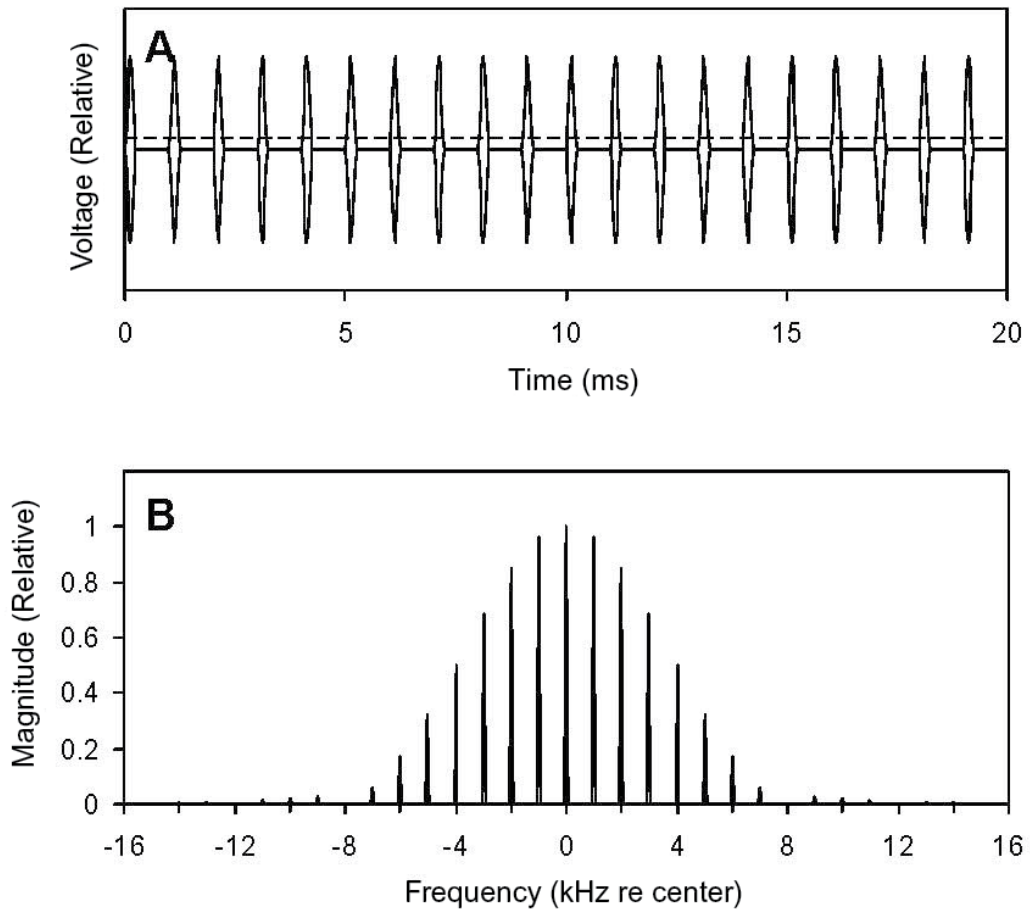 A
Voltage (Relative)
0 5 10 15 20
Time (ms)
B
Magnitude (Relative)
1
0.8
0.6
0.4
0.2
0
-16 -12 -8 -4 0 4 8 12 16
Frequency (kHz re center)